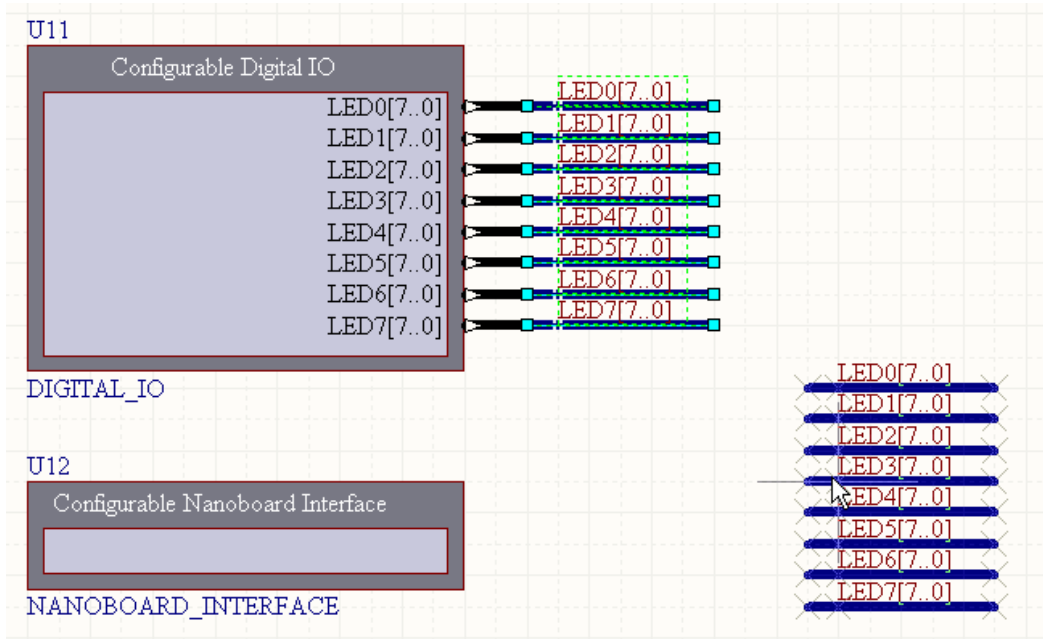 U11
Configurable Digital IO
LED0[7..0]
LED1[7..0]
LED2[7..0]
LED3[7..0]
LED4[7..0]
LED5[7..0]
LED6[7..0]
LED7[7..0]
LED0[7..0]
LED1[7..0]
LED2[7..0]
LED3[7..0]
LED4[7..0]
LED5[7..0]
LED6[7..0]
LED7[7..0]
DIGITAL_IO
U12
Configurable Nanoboard Interface
NANOBOARD_INTERFACE
LED0[7..0]
LED1[7..0]
LED2[7..0]
LED3[7..0]
LED4[7..0]
LED5[7..0]
LED6[7..0]
LED7[7..0]